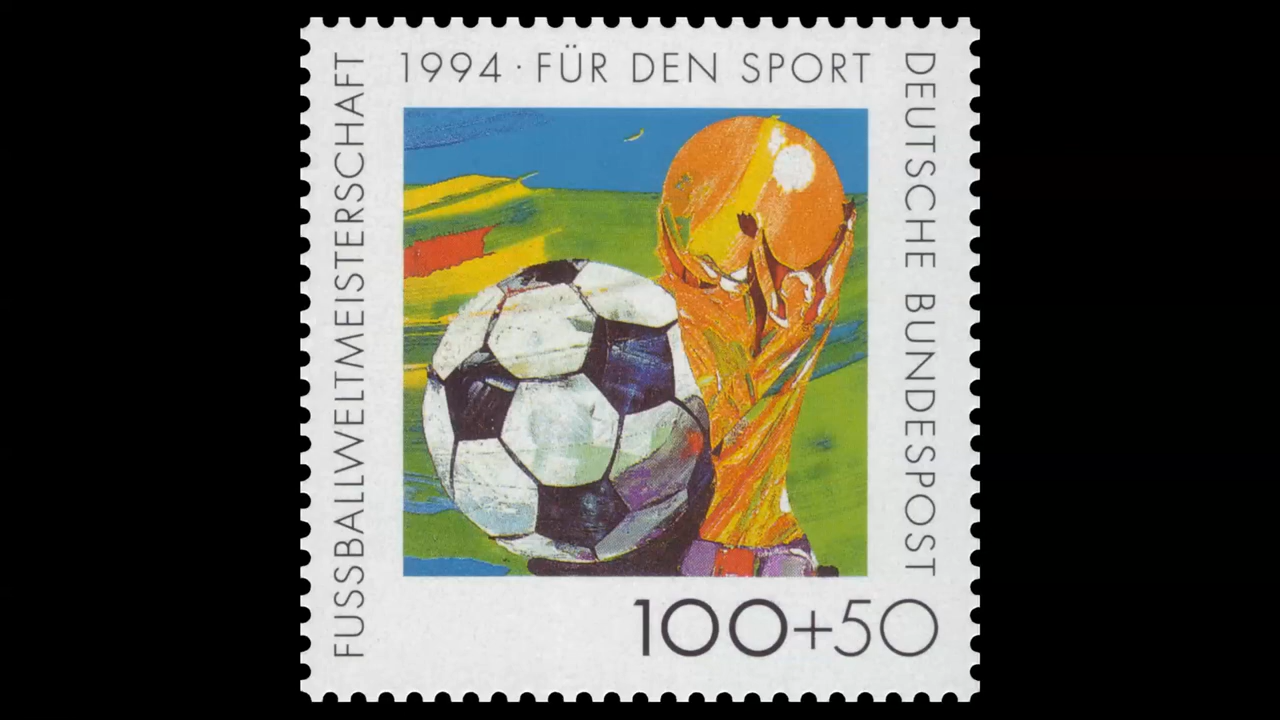 FUSSBALLWELTMEISTERSCHAFT
1994 · FÜR DEN SPORT
DEUTSCHE BUNDESPOST
100+50